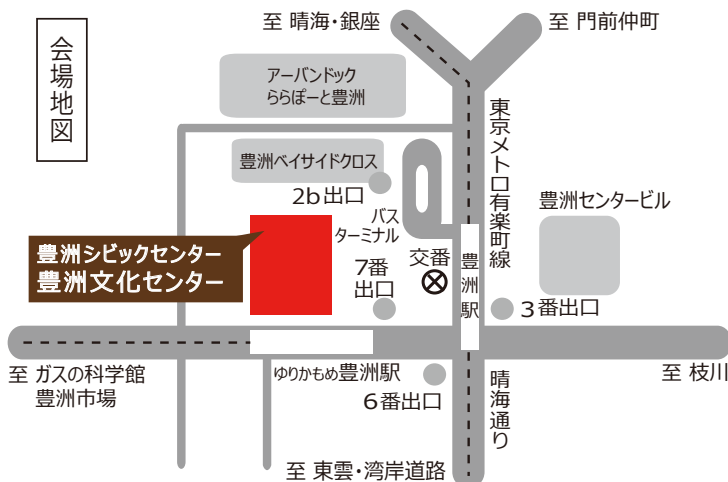 会場地図
至 晴海・銀座
至 門前仲町
アーバンドック
ららぽーと豊洲
東京メトロ有楽町線
豊洲ベイサイドクロス
2b出口
バス
ターミナル
豊洲センタービル
豊洲シビックセンター
豊洲文化センター
7番
出口
交番
豊洲駅
3番出口
至 ガスの科学館
豊洲市場
ゆりかもめ豊洲駅
6番出口
晴海通り
至 枝川
至 東雲・湾岸道路